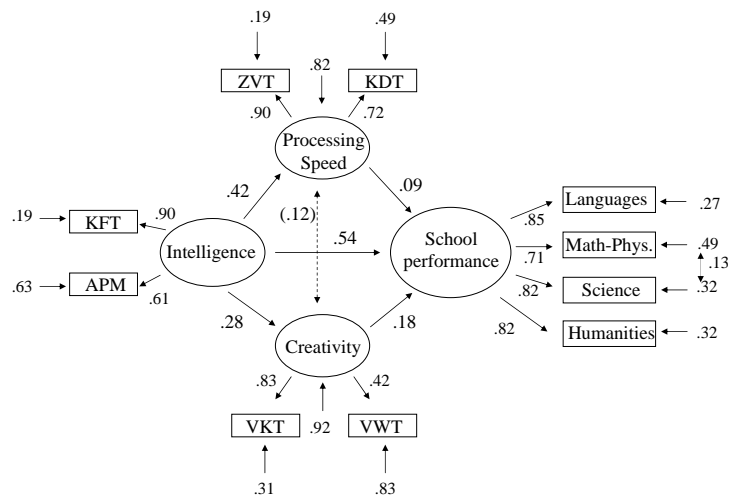 .19 .49
ZVT .82 KDT
.90 .72
Processing
Speed
.42 .09
.19 KFT .90 (.12) Languages .27
.85
Intelligence .54 School
performance .71 Math-Phys. .49
.13
.63 APM .61 .82 Science .32
.28 .18 .82 Humanities .32
Creativity
.83 .42
VKT .92 VWT
.31 .83